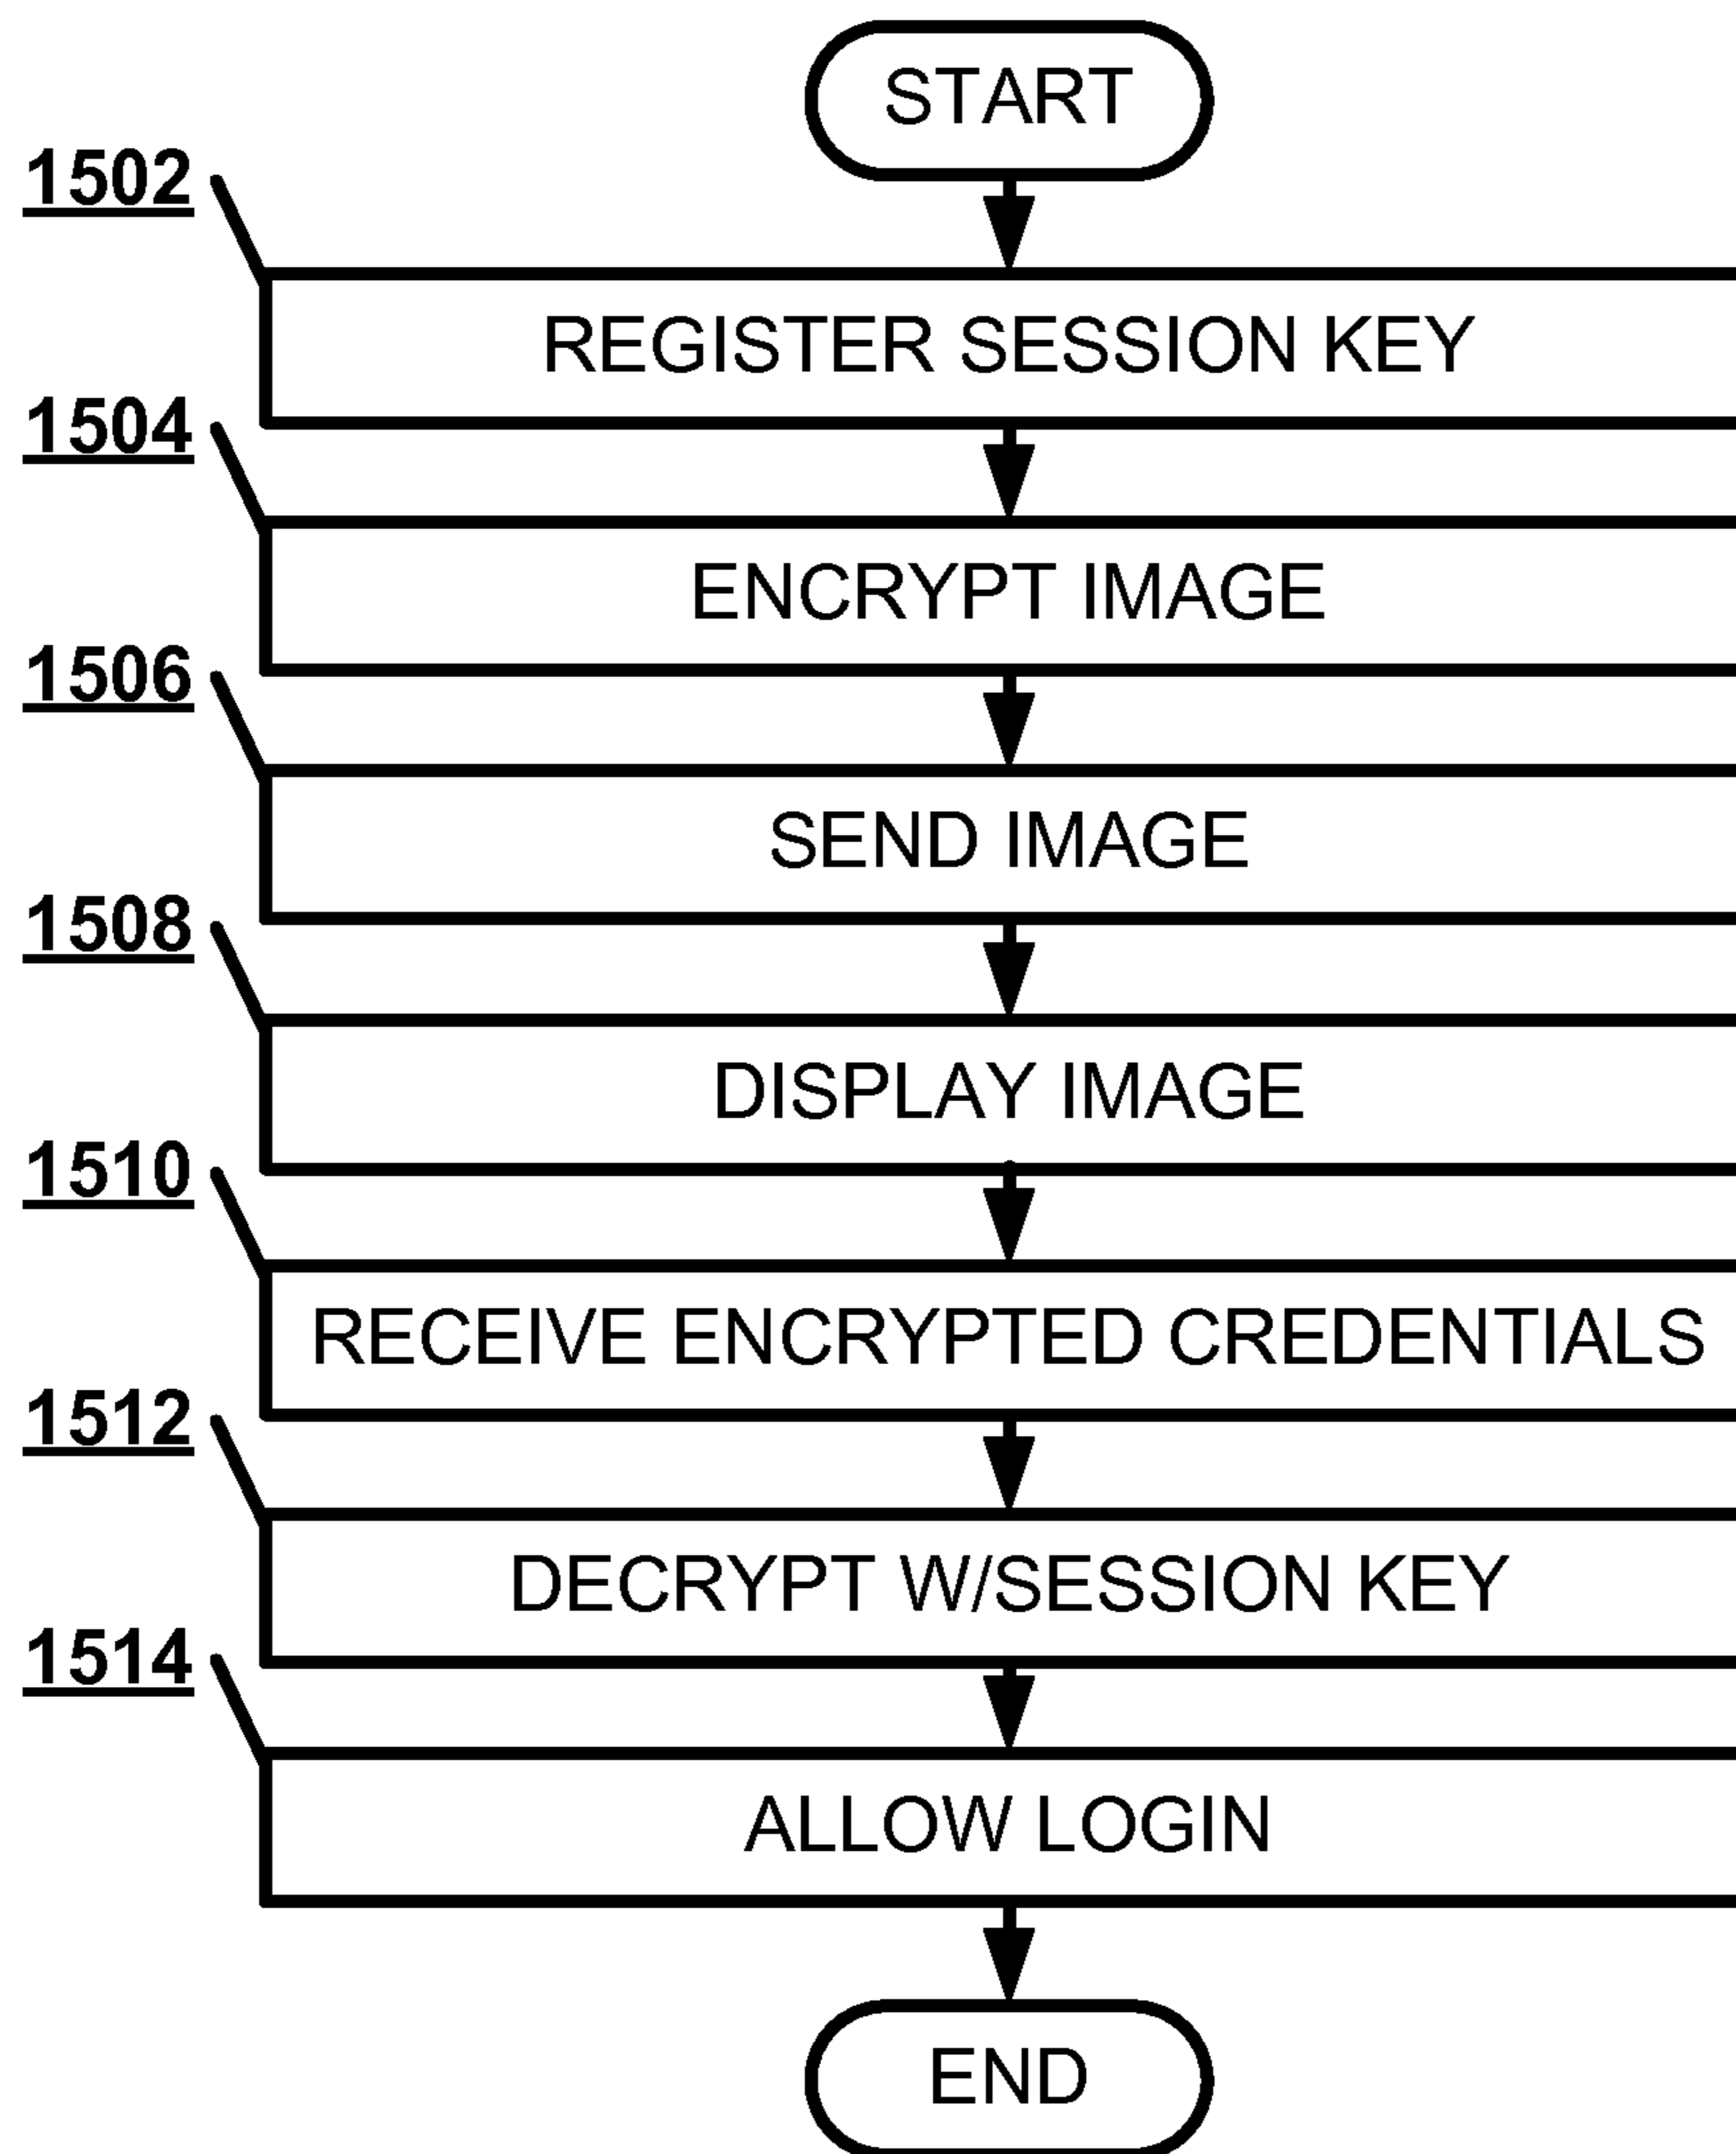 START
1502
REGISTER SESSION KEY
1504
ENCRYPT IMAGE
1506
SEND IMAGE
1508
DISPLAY IMAGE
1510
RECEIVE ENCRYPTED CREDENTIALS
1512
DECRYPT W/SESSION KEY
1514
ALLOW LOGIN
END